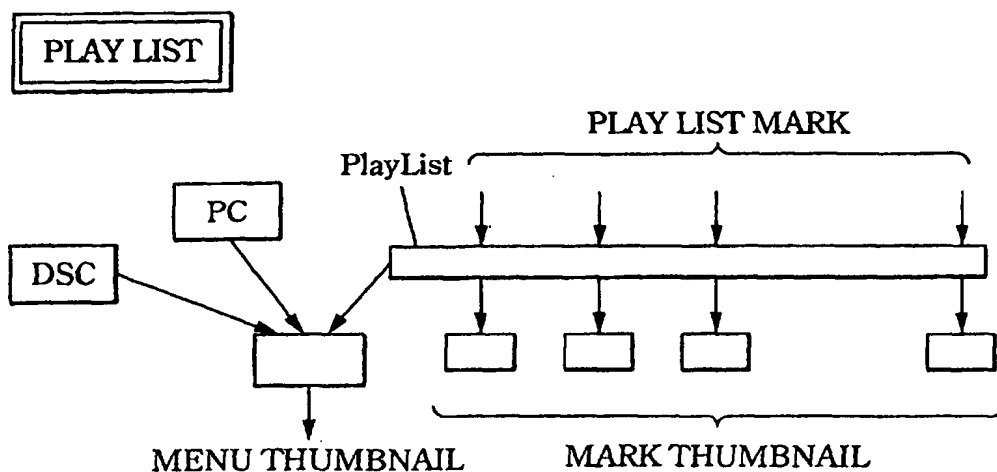 PLAY LIST
PLAY LIST MARK
PlayList
PC
DSC
MENU THUMBNAIL
MARK THUMBNAIL